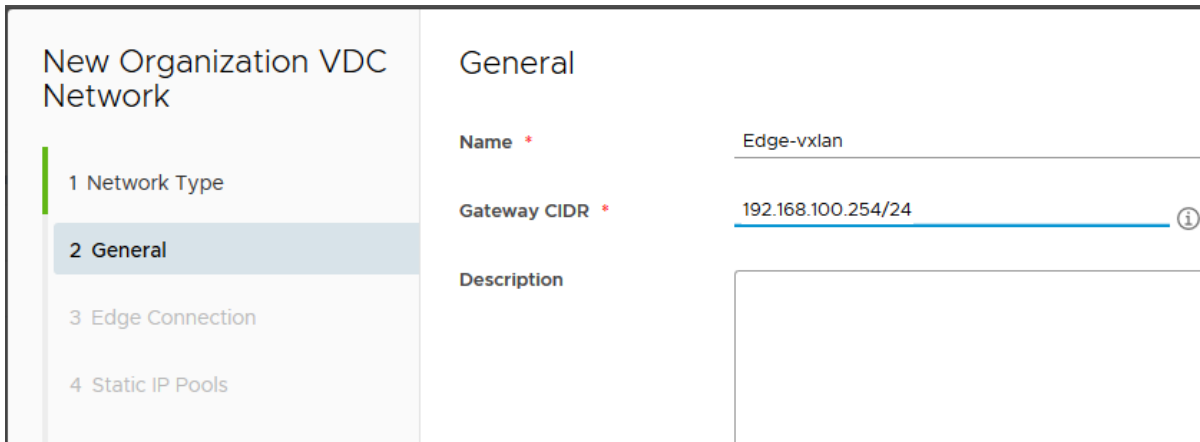 New Organization VDC
Network
1 Network Type
2 General
3 Edge Connection
4 Static IP Pools
General
Name *
Edge-vxlan
Gateway CIDR *
192.168.100.254/24
Description